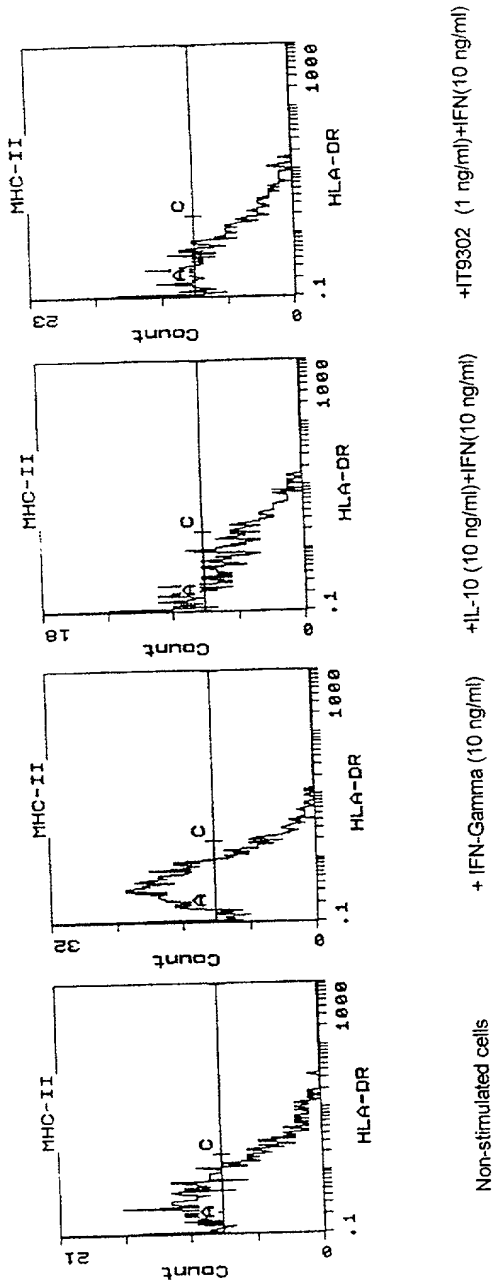 MHC-II
21
Count
A
C
0
.1
1000
HLA-DR
Non-stimulated cells
MHC-II
32
Count
A
C
0
.1
1000
HLA-DR
+ IFN-Gamma (10 ng/ml)
MHC-II
18
Count
A
C
0
.1
1000
HLA-DR
+IL-10 (10 ng/ml)+IFN(10 ng/ml)
MHC-II
23
Count
A
C
0
.1
1000
HLA-DR
+IT9302 (1 ng/ml)+IFN(10 ng/ml)